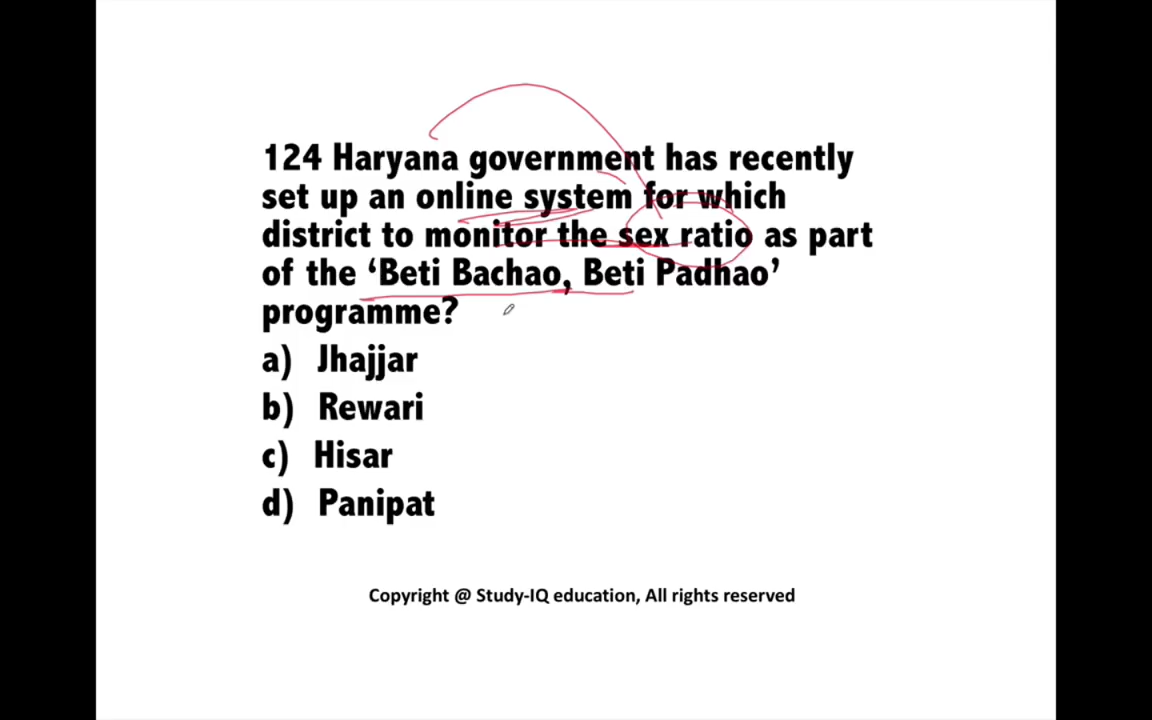 124 Haryana government has recently
set up an online system for which
district to monitor the sex ratio as part
of the ‘Beti Bachao, Beti Padhao’
programme?
a) Jhajjar
b) Rewari
c) Hisar
d) Panipat
Copyright @ Study-IQ education, All rights reserved